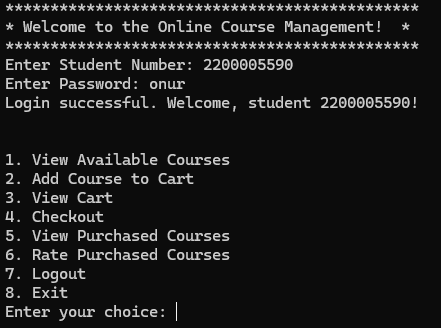 **********************************************
* Welcome to the Online Course Management!  *
**********************************************
Enter Student Number: 2200005590
Enter Password: onur
Login successful. Welcome, student 2200005590!
1. View Available Courses
2. Add Course to Cart
3. View Cart
4. Checkout
5. View Purchased Courses
6. Rate Purchased Courses
7. Logout
8. Exit
Enter your choice: